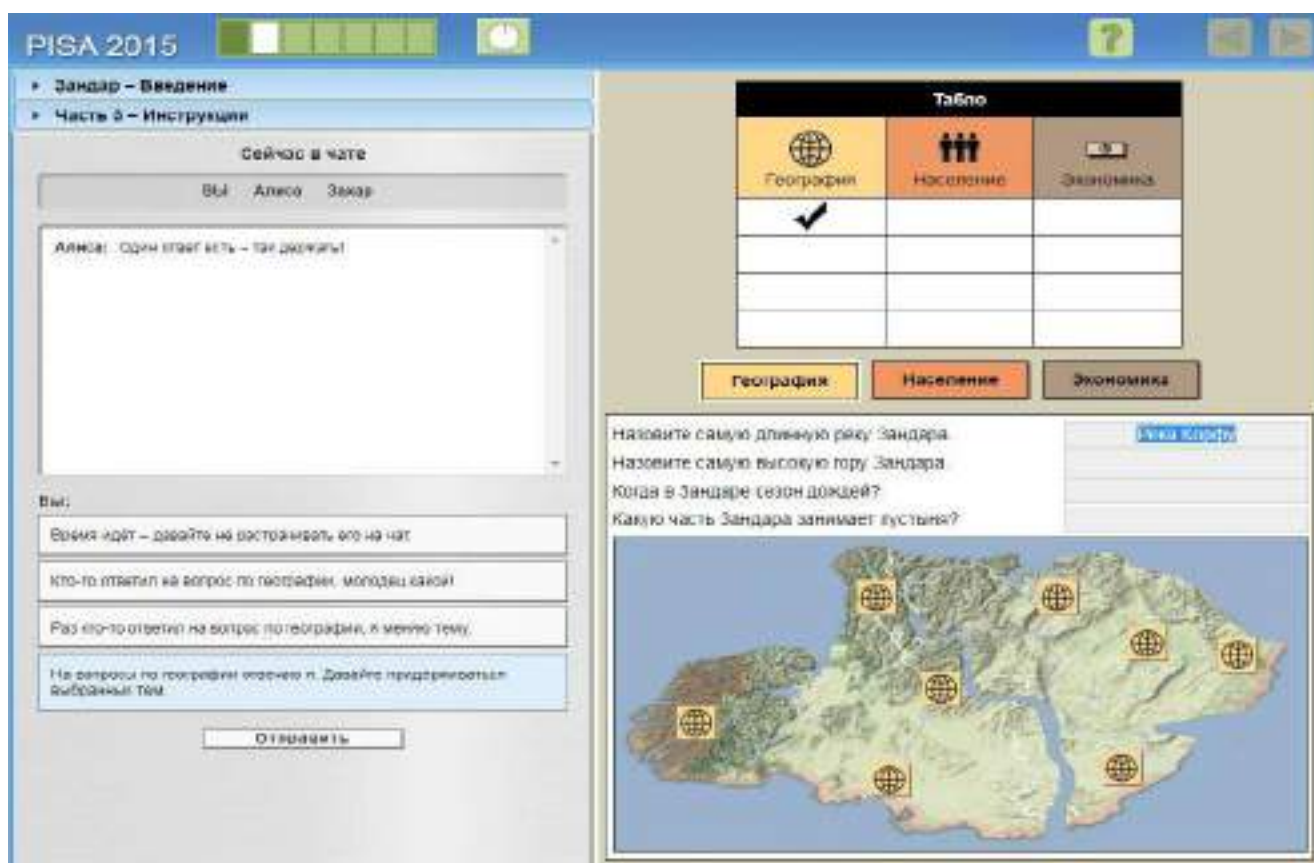 PISA 2015
?
Зандар – Введение
Часть 3 – Инструкции
Сейчас в чате
ВЫ Алиса Захар
Алиса: Один ответ есть – так держать!
Вы:
Время идёт – давайте не растрачивать его на чат.
Кто-то ответил на вопрос по географии, молодец какой!
Раз кто-то ответил на вопрос по географии, я меняю тему.
На вопросы по географии отвечаю я. Давайте придерживаться
выбранных тем.
Отправить
Табло
География Население Экономика
География Население Экономика
Назовите самую длинную реку Зандара. Река Корфу
Назовите самую высокую гору Зандара.
Когда в Зандаре сезон дождей?
Какую часть Зандара занимает пустыня?